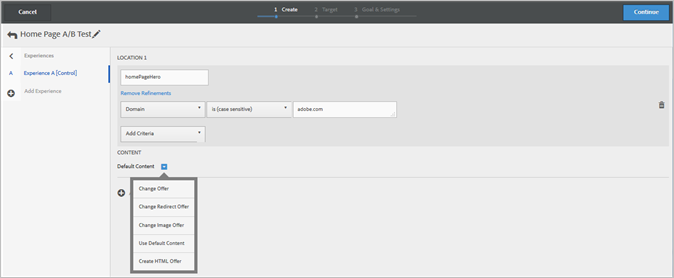 Cancel
1 Create
2 Target
3 Goal & Settings
Continue
Home Page A/B Test
Experiences
A Experience A [Control]
Add Experience
LOCATION 1
homePageHero
Remove Refinements
Domain
is (case sensitive)
adobe.com
Add Criteria
CONTENT
Default Content
Change Offer
Change Redirect Offer
Change Image Offer
Use Default Content
Create HTML Offer